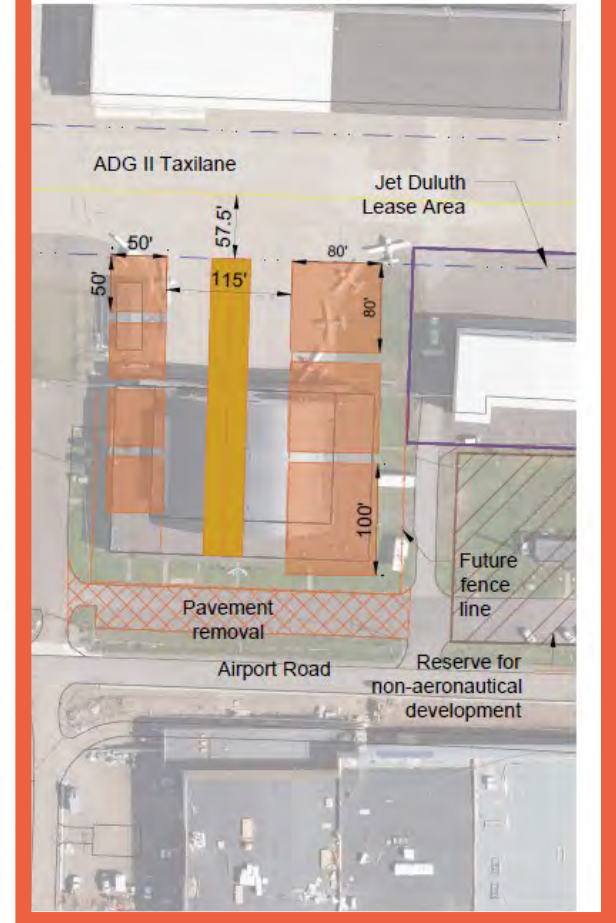 ADG II Taxilane
Jet Duluth
Lease Area
57.5'
50'
80'
50'
115'
80'
100'
Future
fence
line
Pavement
removal
Airport Road
Reserve for
non-aeronautical
development